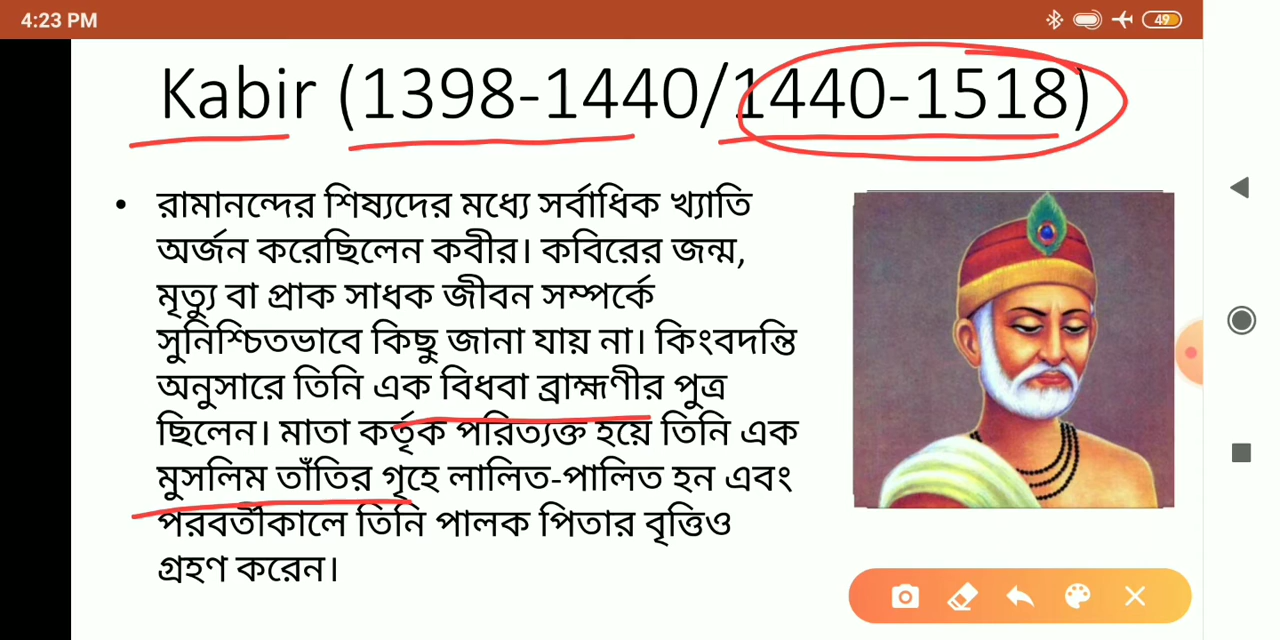 4:23 PM
49
Kabir (1398-1440/1440-1518)
• রামানন্দের শিষ্যদের মধ্যে সর্বাধিক খ্যাতি
অর্জন করেছিলেন কবীর। কবিরের জন্ম,
মৃত্যু বা প্রাক সাধক জীবন সম্পর্কে
সুনিশ্চিতভাবে কিছু জানা যায় না। কিংবদন্তি
অনুসারে তিনি এক বিধবা ব্রাহ্মণীর পুত্র
ছিলেন। মাতা কর্তৃক পরিত্যক্ত হয়ে তিনি এক
মুসলিম তাঁতির গৃহে লালিত-পালিত হন এবং
পরবর্তীকালে তিনি পালক পিতার বৃত্তিও
গ্রহণ করেন।